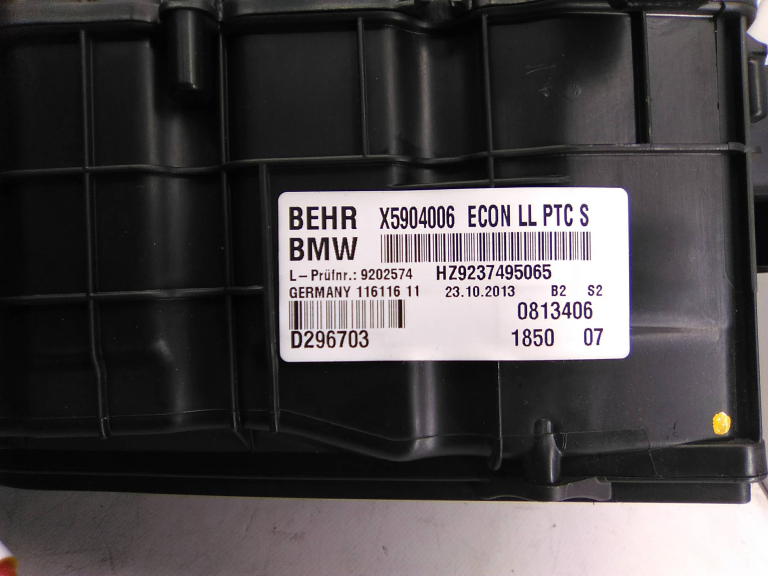 BEHR X5904006 ECON LL PTC S
BMW
L-Prüfnr.: 9202574 HZ9237495065
GERMANY 116116 11 23.10.2013 B2 S2
0813406
D296703 1850 07